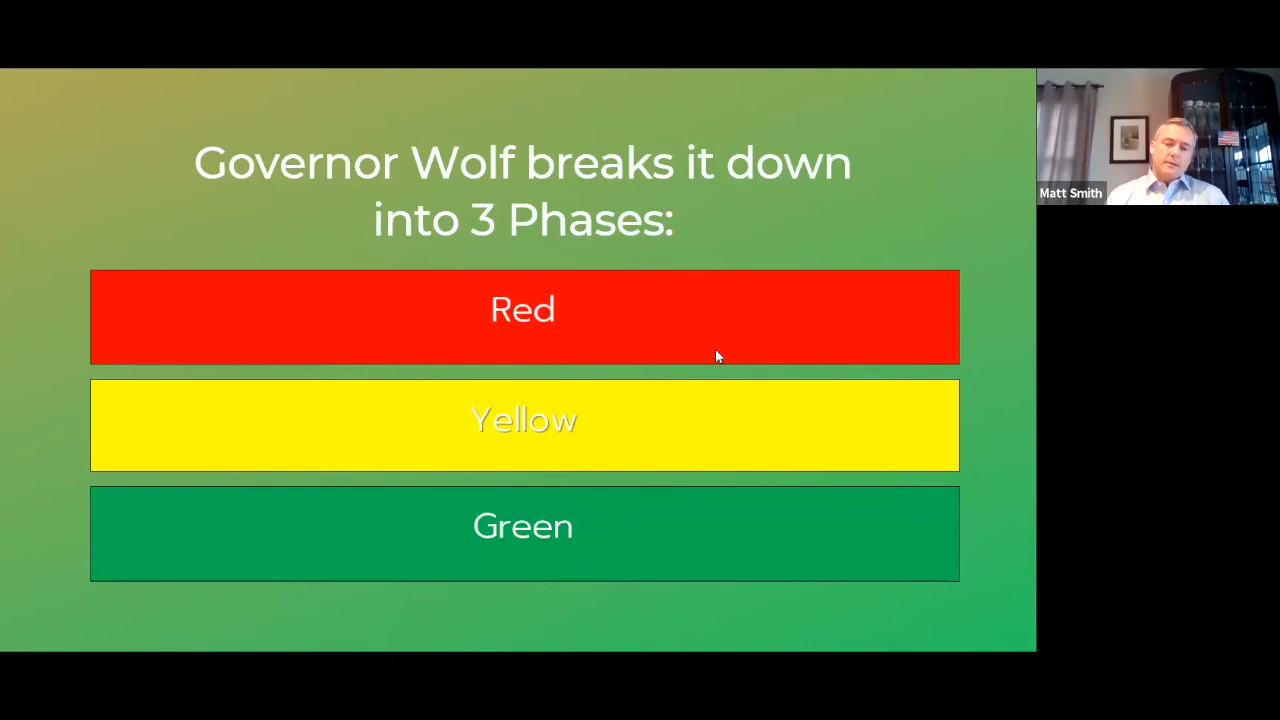 Governor Wolf breaks it down
into 3 Phases:
Red
Yellow
Green
Matt Smith